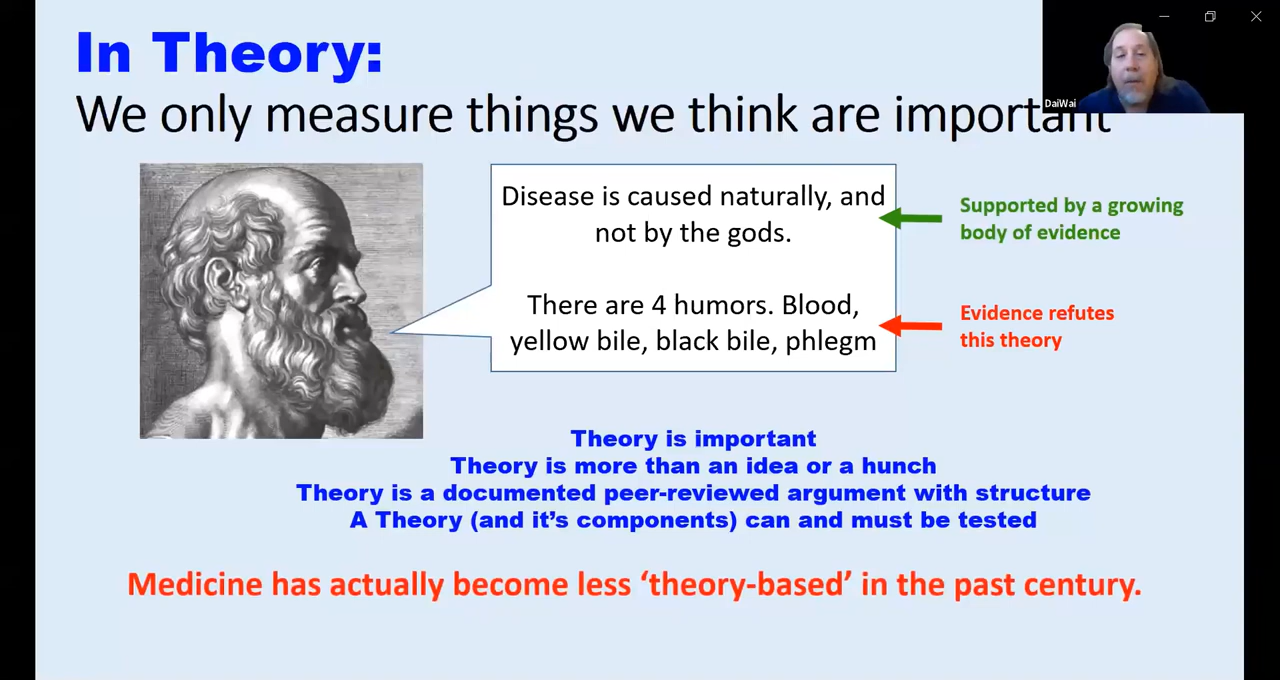 In Theory:
We only measure things we think are important
DaiWai
Disease is caused naturally, and
not by the gods.
Supported by a growing
body of evidence
There are 4 humors. Blood,
yellow bile, black bile, phlegm
Evidence refutes
this theory
Theory is important
Theory is more than an idea or a hunch
Theory is a documented peer-reviewed argument with structure
A Theory (and it’s components) can and must be tested
Medicine has actually become less ‘theory-based’ in the past century.